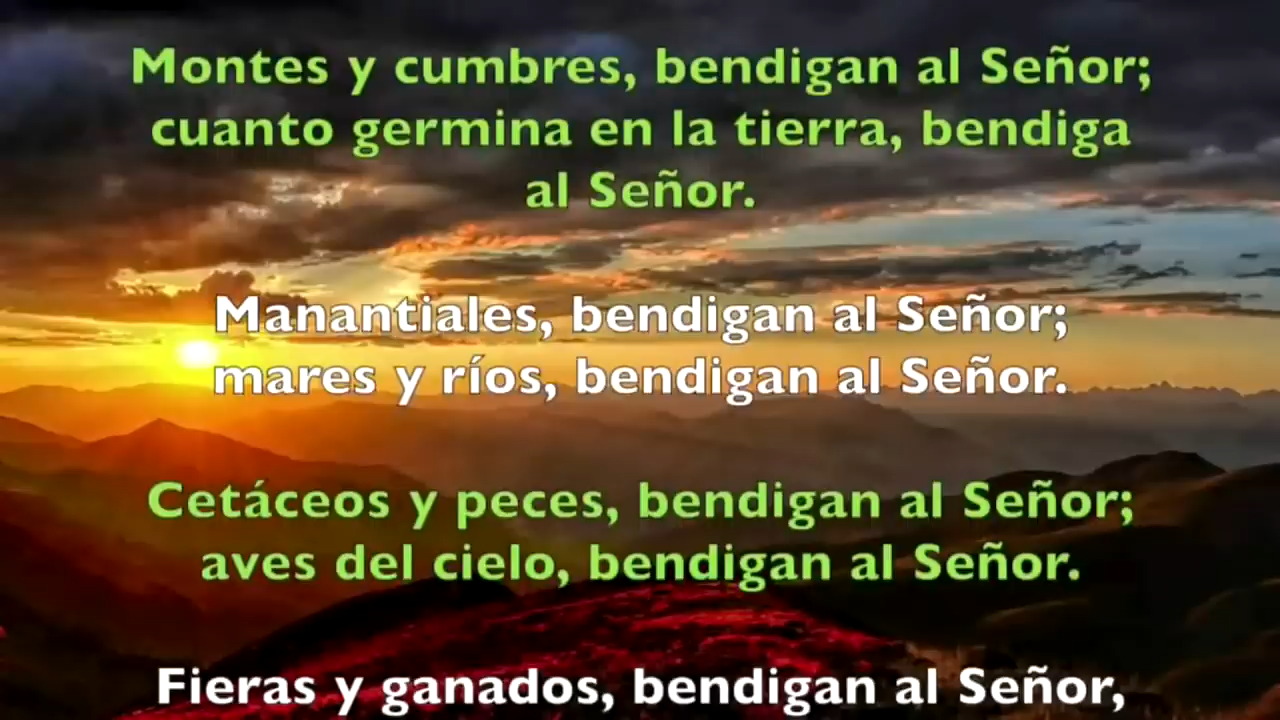 Montes y cumbres, bendigan al Señor;
cuanto germina en la tierra, bendiga
al Señor.
Manantiales, bendigan al Señor;
mares y ríos, bendigan al Señor.
Cetáceos y peces, bendigan al Señor;
aves del cielo, bendigan al Señor.
Fieras y ganados, bendigan al Señor,